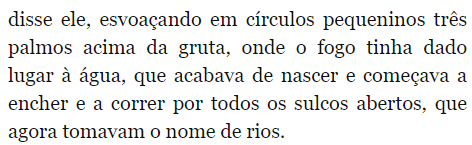 disse ele, esvoaçando em círculos pequeninos três
palmos acima da gruta, onde o fogo tinha dado
lugar à água, que acabava de nascer e começava a
encher e a correr por todos os sulcos abertos, que
agora tomavam o nome de rios.